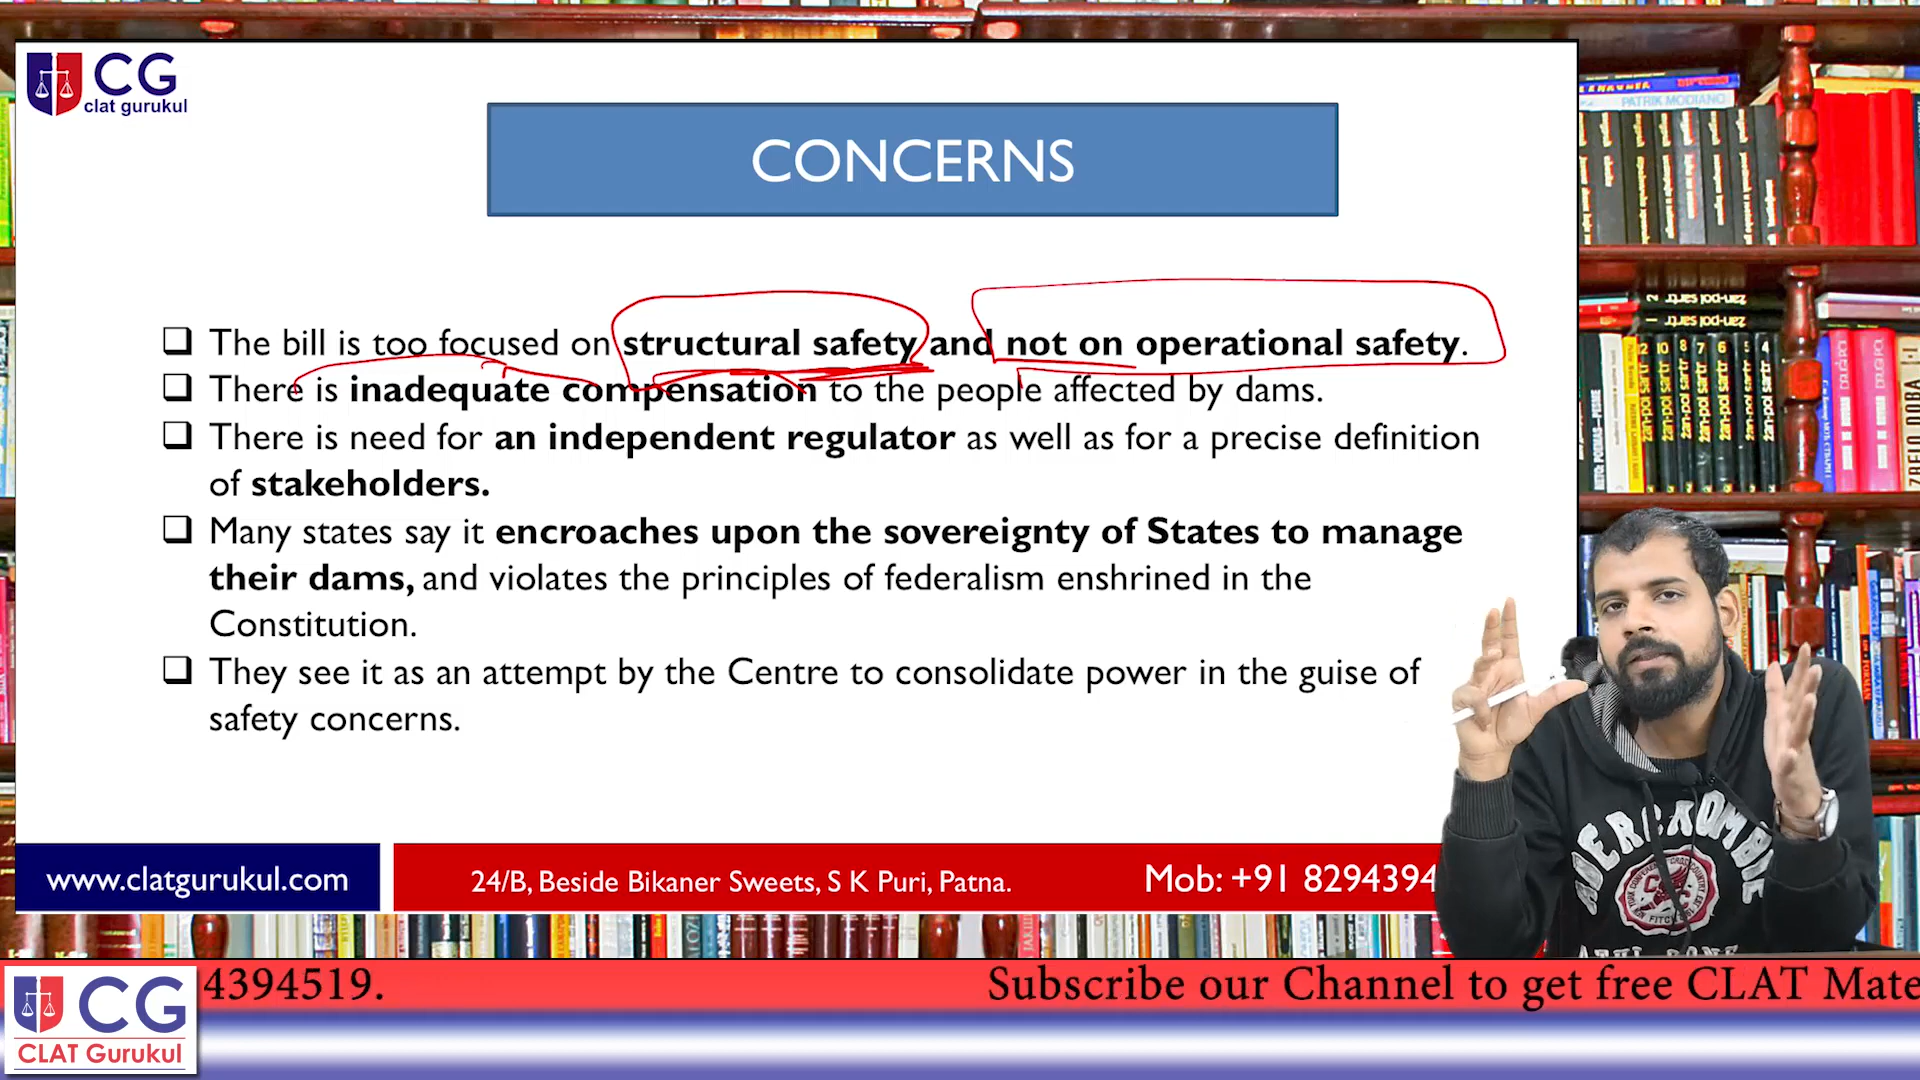 CG
clat gurukul
CONCERNS
The bill is too focused on structural safety and not on operational safety.
There is inadequate compensation to the people affected by dams.
There is need for an independent regulator as well as for a precise definition
of stakeholders.
Many states say it encroaches upon the sovereignty of States to manage
their dams, and violates the principles of federalism enshrined in the
Constitution.
They see it as an attempt by the Centre to consolidate power in the guise of
safety concerns.
www.clatgurukul.com
24/B, Beside Bikaner Sweets, S K Puri, Patna.
Mob: +91 8294394
4394519.
Subscribe our Channel to get free CLAT Mate
CG
CLAT Gurukul
PATRIK MODIANO